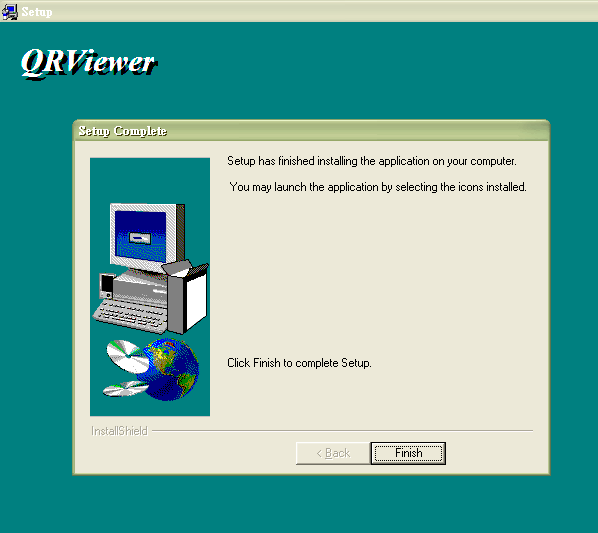 Setup
QRViewer
Setup Complete
Setup has finished installing the application on your computer.
You may launch the application by selecting the icons installed.
Click Finish to complete Setup.
InstallShield
< Back
Finish